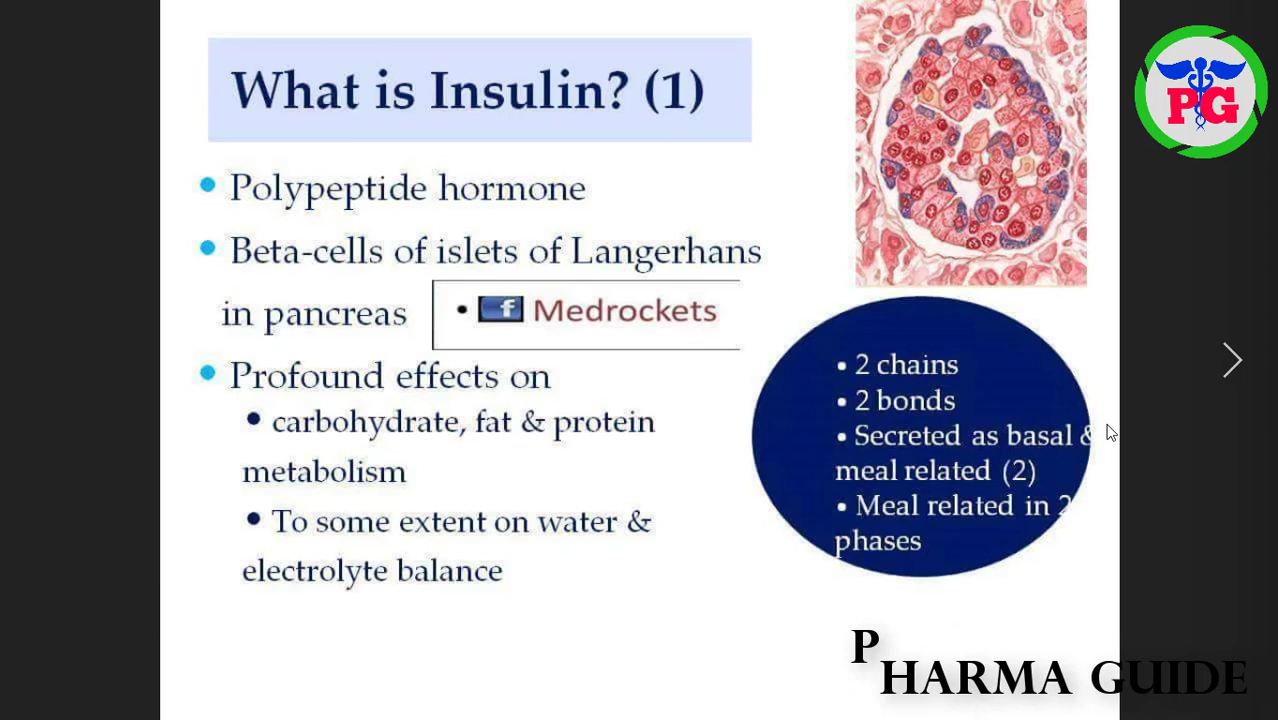 What is Insulin? (1)
• Polypeptide hormone
• Beta-cells of islets of Langerhans
in pancreas
• f Medrockets
• Profound effects on
• carbohydrate, fat & protein
metabolism
• To some extent on water &
electrolyte balance
• 2 chains
• 2 bonds
• Secreted as basal &
meal related (2)
• Meal related in 2
phases
PG
PHARMA GUIDE